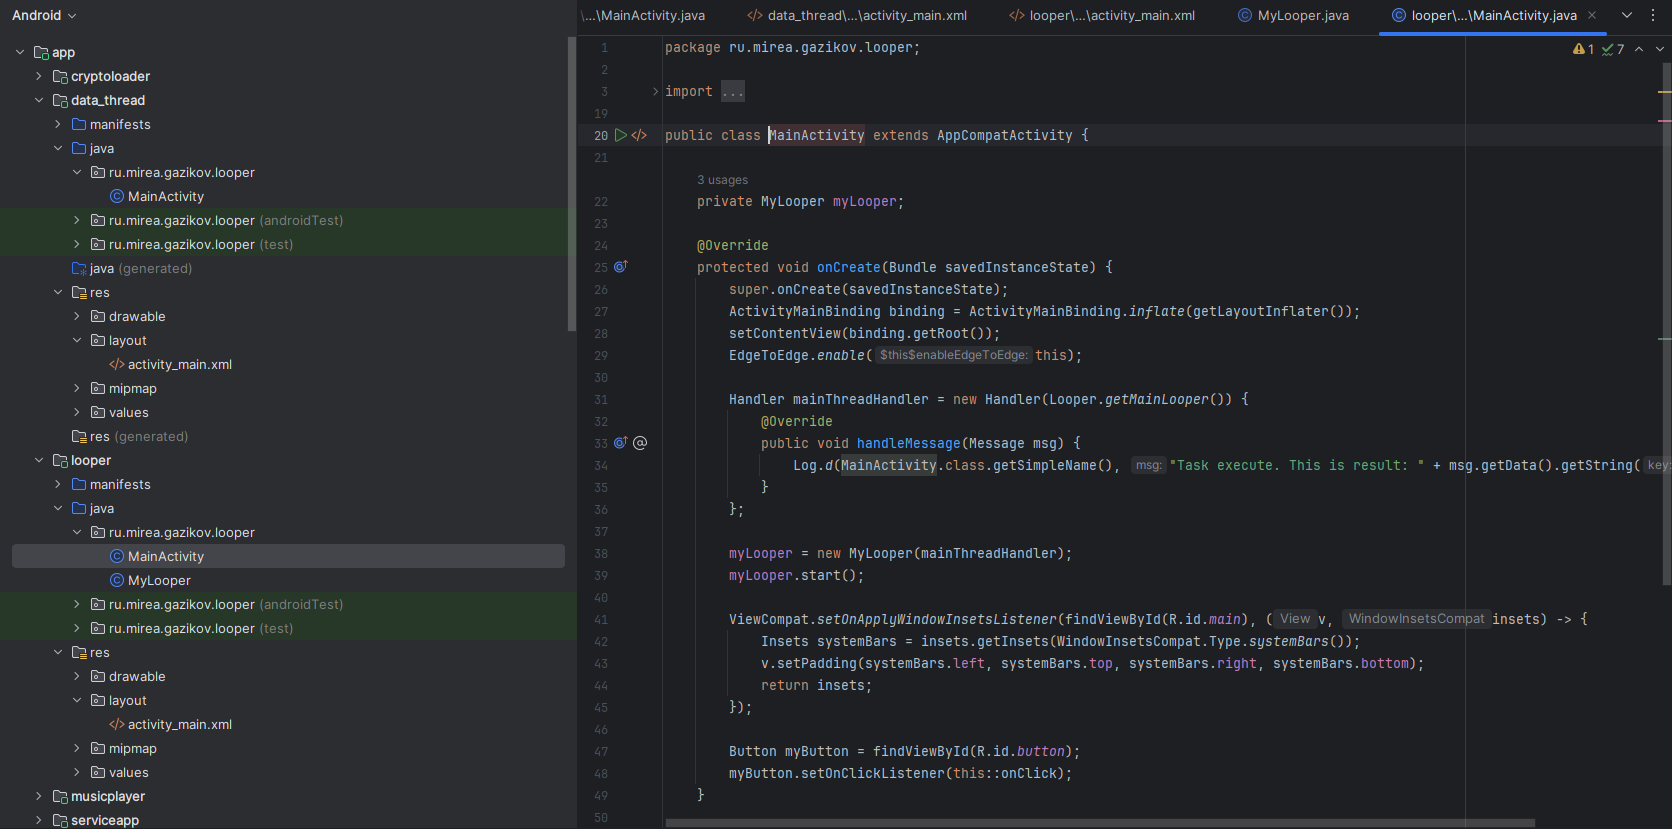 Android
app
cryptoloader
data_thread
manifests
java
ru.mirea.gazikov.looper
MainActivity
ru.mirea.gazikov.looper (androidTest)
ru.mirea.gazikov.looper (test)
java (generated)
res
drawable
layout
activity_main.xml
mipmap
values
res (generated)
looper
manifests
java
ru.mirea.gazikov.looper
MainActivity
MyLooper
ru.mirea.gazikov.looper (androidTest)
ru.mirea.gazikov.looper (test)
res
drawable
layout
activity_main.xml
mipmap
values
musicplayer
serviceapp
\...\MainActivity.java data_thread\...\activity_main.xml looper\...\activity_main.xml MyLooper.java looper\...\MainActivity.java
1 package ru.mirea.gazikov.looper; 1 7
2
3 import ...
19
20 public class MainActivity extends AppCompatActivity {
21
3 usages
22 private MyLooper myLooper;
23
24 @Override
25 protected void onCreate(Bundle savedInstanceState) {
26 super.onCreate(savedInstanceState);
27 ActivityMainBinding binding = ActivityMainBinding.inflate(getLayoutInflater());
28 setContentView(binding.getRoot());
29 EdgeToEdge.enable( $this$enableEdgeToEdge: this);
30
31 Handler mainThreadHandler = new Handler(Looper.getMainLooper()) {
32 @Override
33 public void handleMessage(Message msg) {
34 Log.d(MainActivity.class.getSimpleName(), msg: "Task execute. This is result: " + msg.getData().getString( key:
35 }
36 };
37
38 myLooper = new MyLooper(mainThreadHandler);
39 myLooper.start();
40
41 ViewCompat.setOnApplyWindowInsetsListener(findViewById(R.id.main), ( View v, WindowInsetsCompat insets) -> {
42 Insets systemBars = insets.getInsets(WindowInsetsCompat.Type.systemBars());
43 v.setPadding(systemBars.left, systemBars.top, systemBars.right, systemBars.bottom);
44 return insets;
45 });
46
47 Button myButton = findViewById(R.id.button);
48 myButton.setOnClickListener(this::onClick);
49 }
50